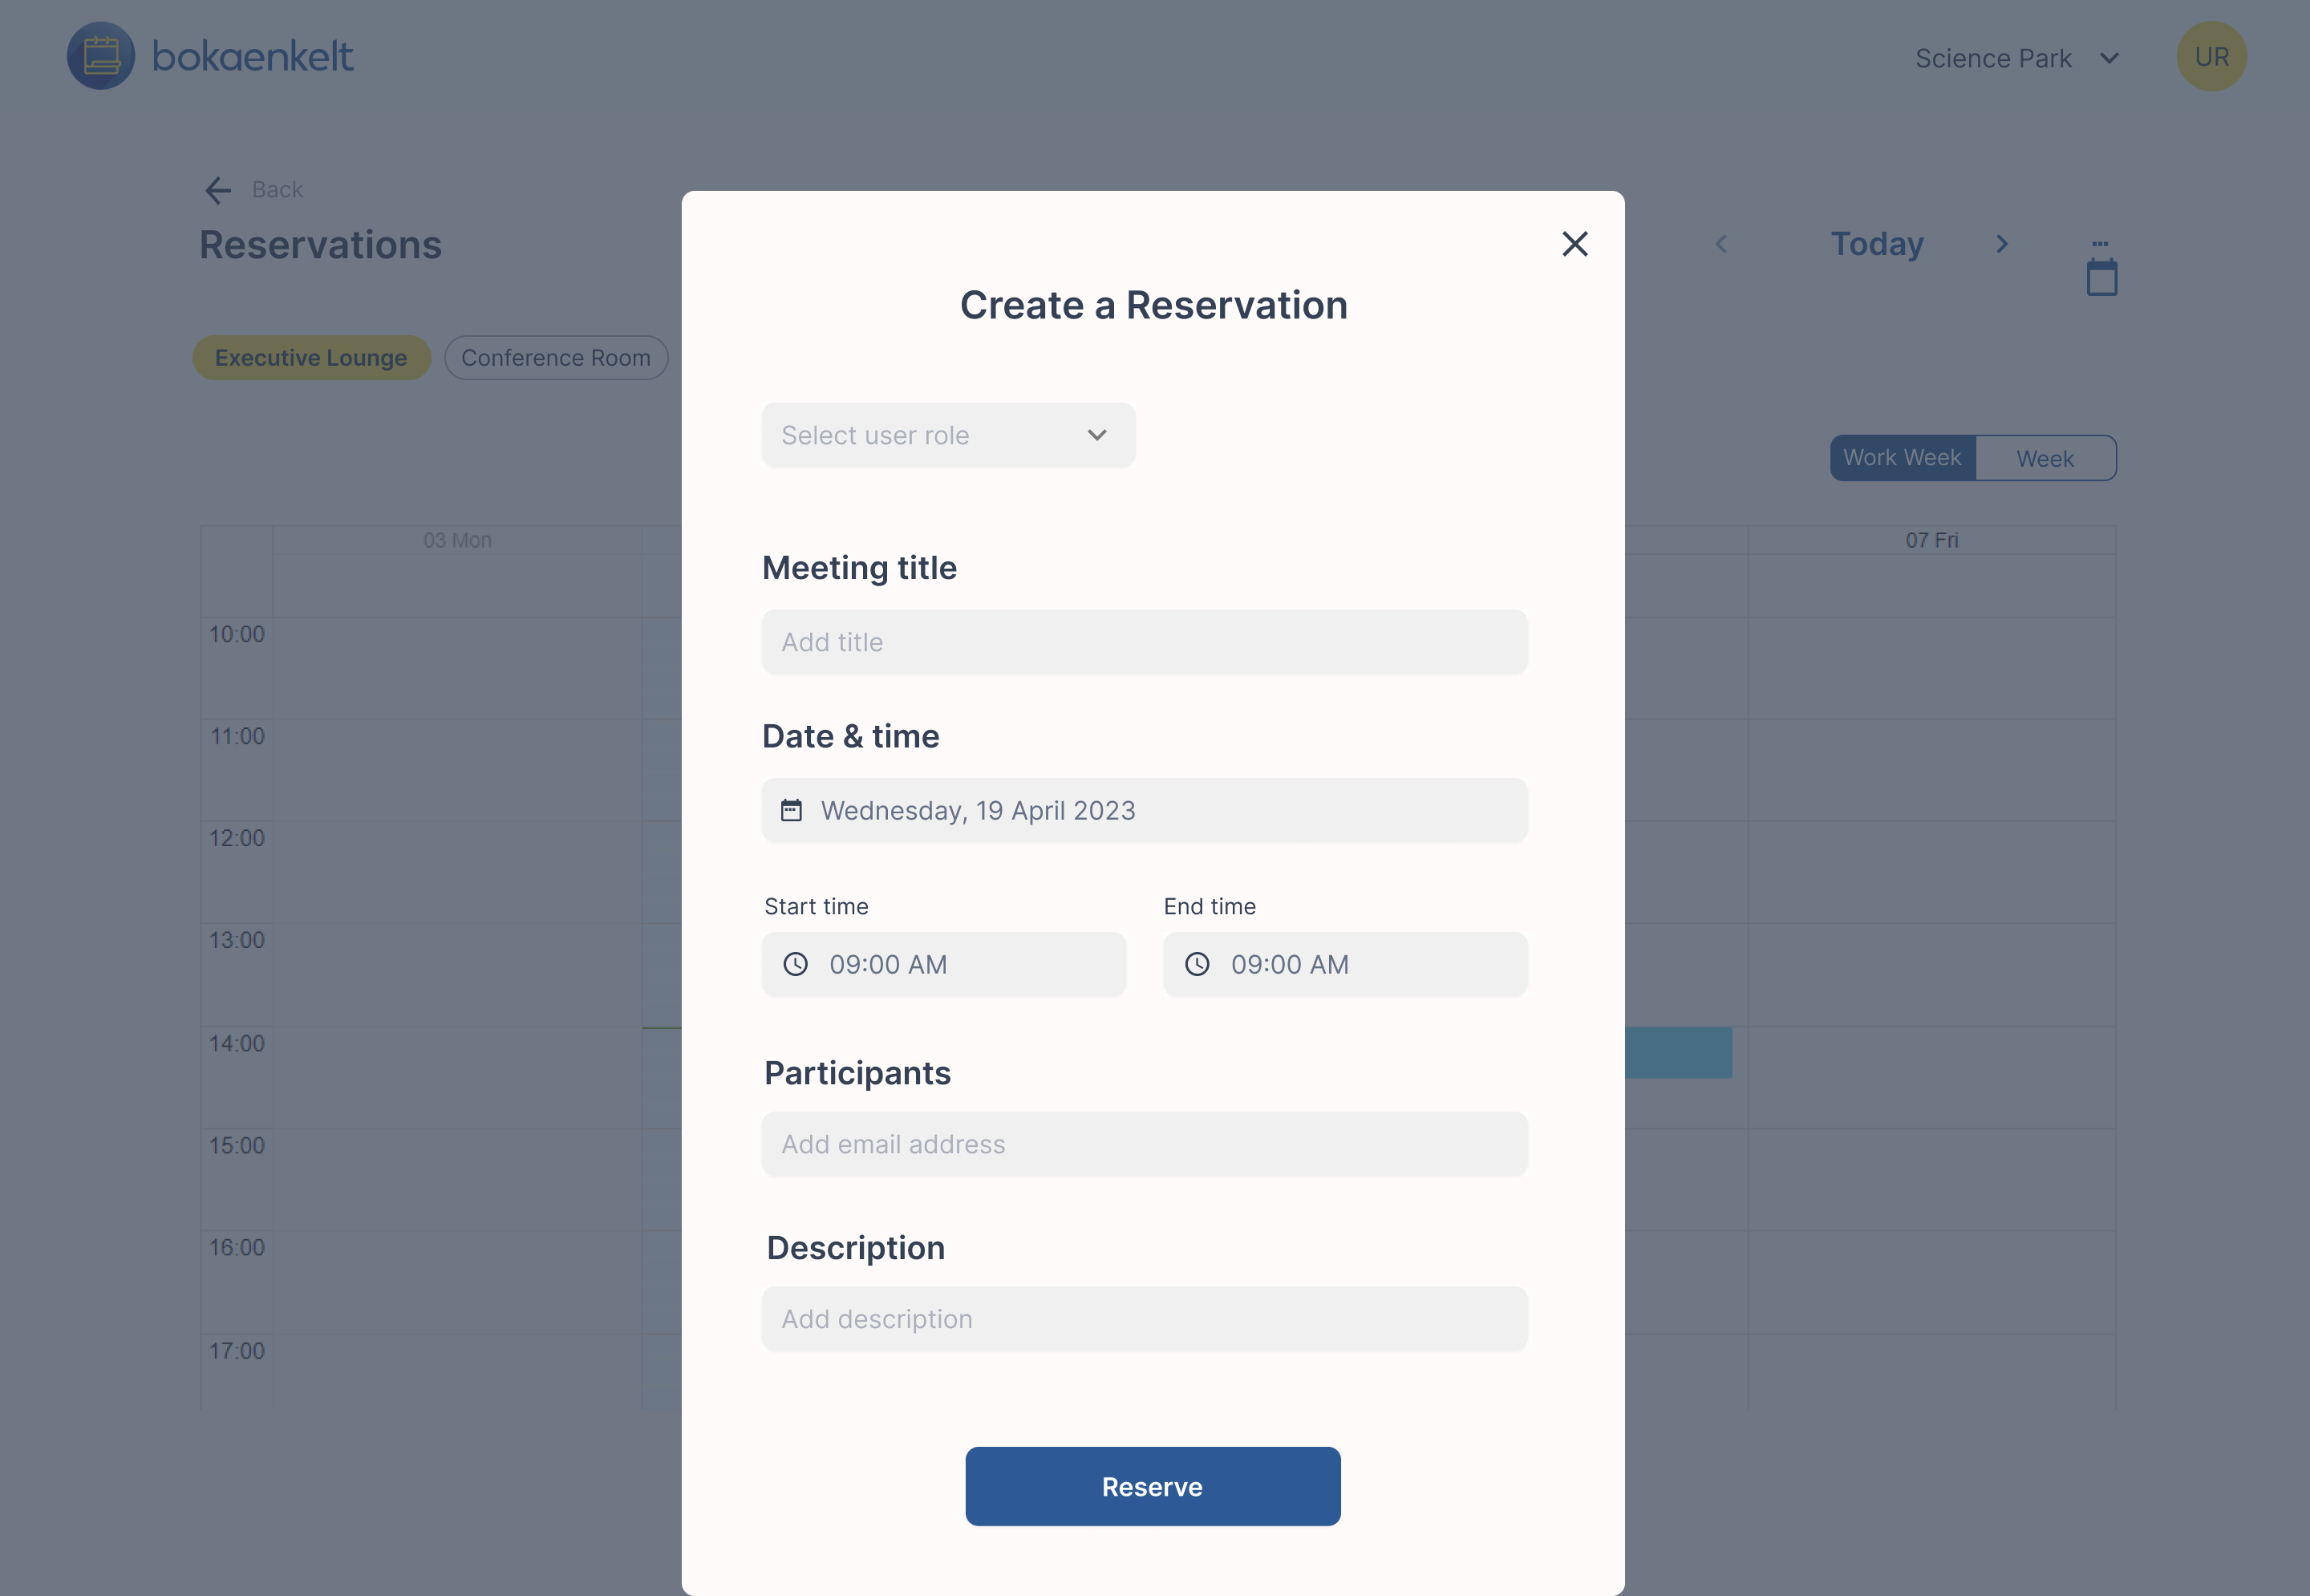 bokaenkelt
Science Park
UR
Back
Reservations
Today
Executive Lounge
Conference Room
Work Week
Week
03 Mon
07 Fri
10:00
11:00
12:00
13:00
14:00
15:00
16:00
17:00
Create a Reservation
Select user role
Meeting title
Add title
Date & time
Wednesday, 19 April 2023
Start time
End time
09:00 AM
09:00 AM
Participants
Add email address
Description
Add description
Reserve